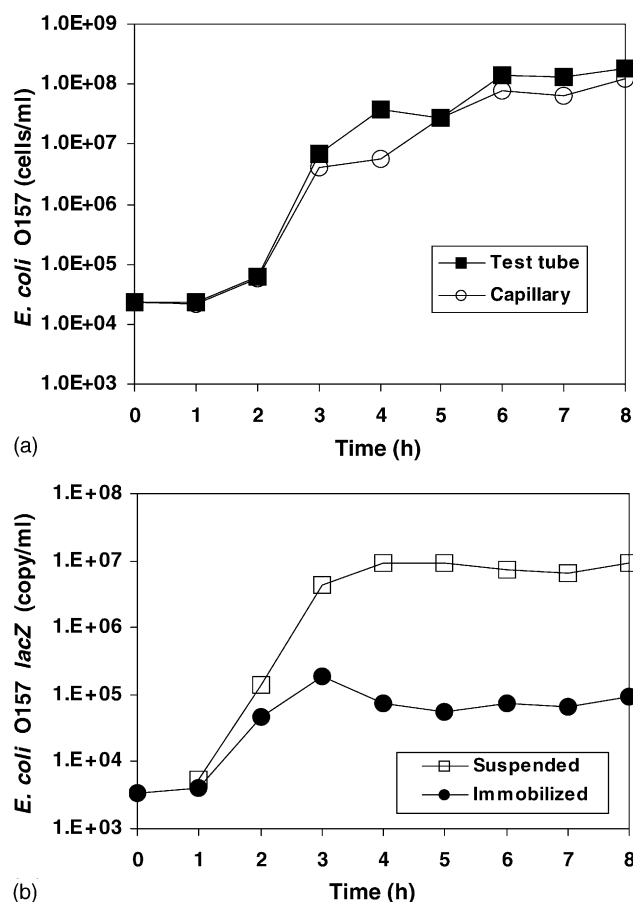 (a)
E. coli O157 (cells/ml)
1.0E+09
1.0E+08
1.0E+07
1.0E+06
1.0E+05
1.0E+04
1.0E+03
Test tube
Capillary
0 1 2 3 4 5 6 7 8
Time (h)
(b)
E. coli O157 lacZ (copy/ml)
1.E+08
1.E+07
1.E+06
1.E+05
1.E+04
1.E+03
Suspended
Immobilized
0 1 2 3 4 5 6 7 8
Time (h)